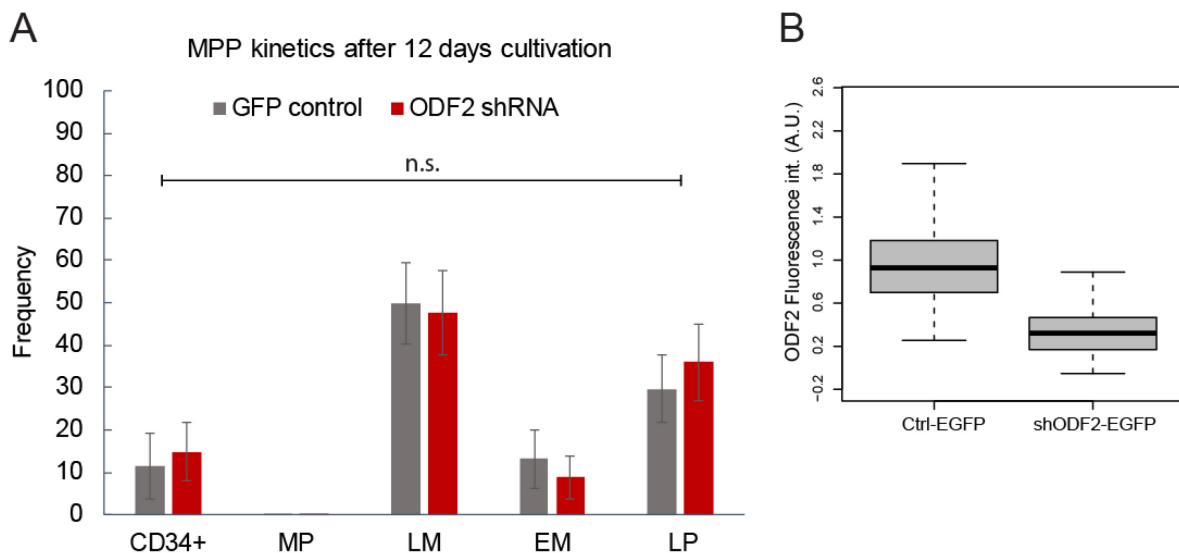 A
MPP kinetics after 12 days cultivation
GFP control ODF2 shRNA
n.s.
Frequency
100
90
80
70
60
50
40
30
20
10
0
CD34+ MP LM EM LP
B
ODF2 Fluorescence int. (A.U.)
2.6
2.2
1.8
1.4
1.0
0.6
0.2
−0.2
Ctrl-EGFP shODF2-EGFP